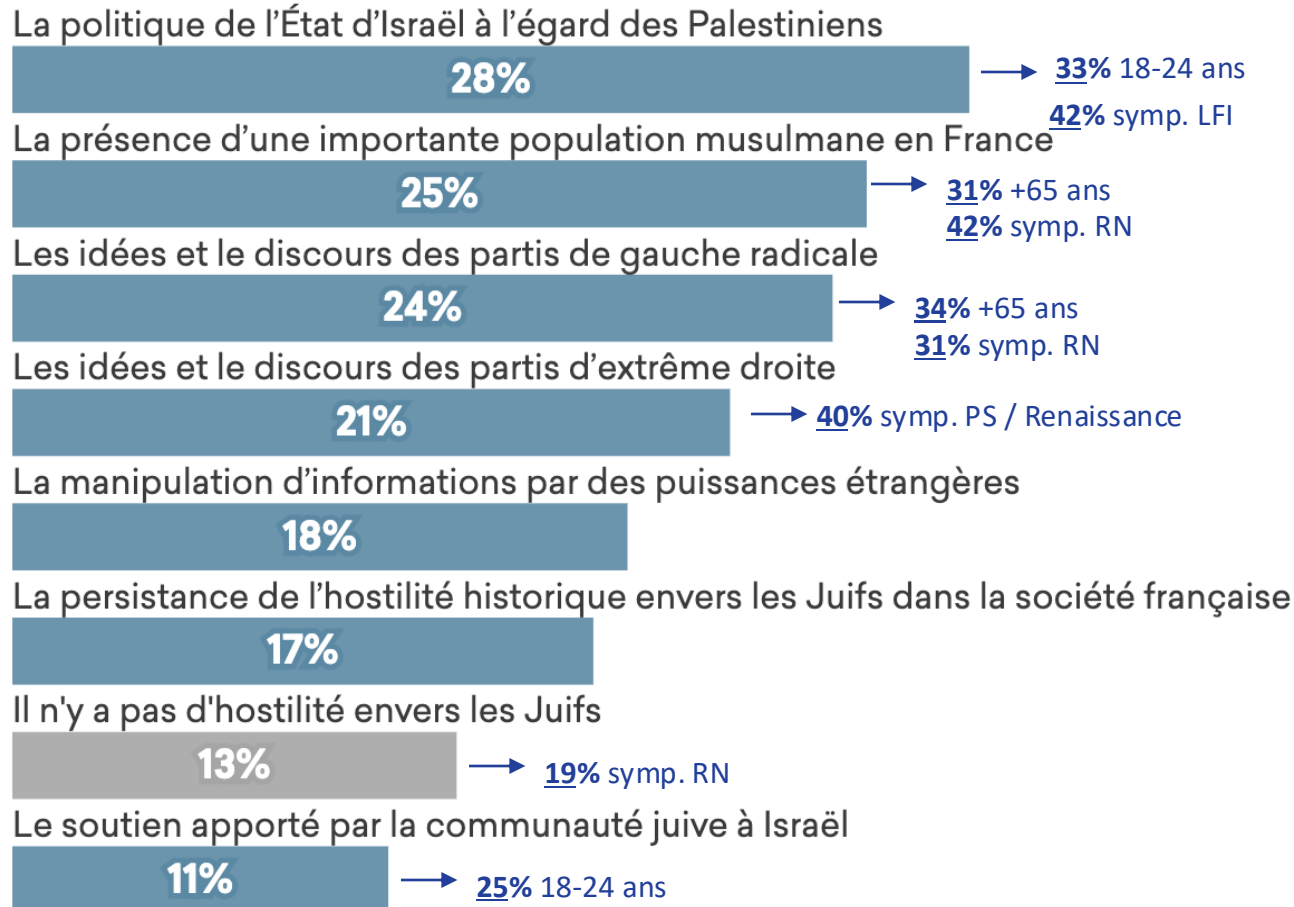 La politique de l'État d'Israël à l'égard des Palestiniens
28%
33% 18-24 ans
42% symp. LFI
La présence d'une importante population musulmane en France
25%
31% +65 ans
42% symp. RN
Les idées et le discours des partis de gauche radicale
24%
34% +65 ans
31% symp. RN
Les idées et le discours des partis d'extrême droite
21%
40% symp. PS / Renaissance
La manipulation d'informations par des puissances étrangères
18%
La persistance de l'hostilité historique envers les Juifs dans la société française
17%
Il n'y a pas d'hostilité envers les Juifs
13%
19% symp. RN
Le soutien apporté par la communauté juive à Israël
11%
25% 18-24 ans